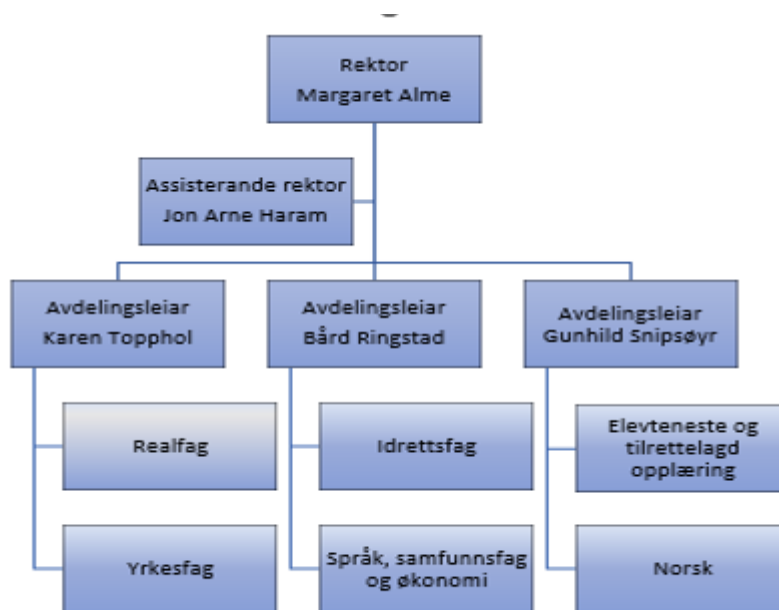 Rektor
Margaret Alme
Assisterande rektor
Jon Arne Haram
Avdelingsleiar
Karen Topphol
Avdelingsleiar
Bård Ringstad
Avdelingsleiar
Gunhild Snipsøyr
Realfag
Idrettsfag
Elevteneste og
tilrettelagd
opplæring
Yrkesfag
Språk, samfunnsfag
og økonomi
Norsk